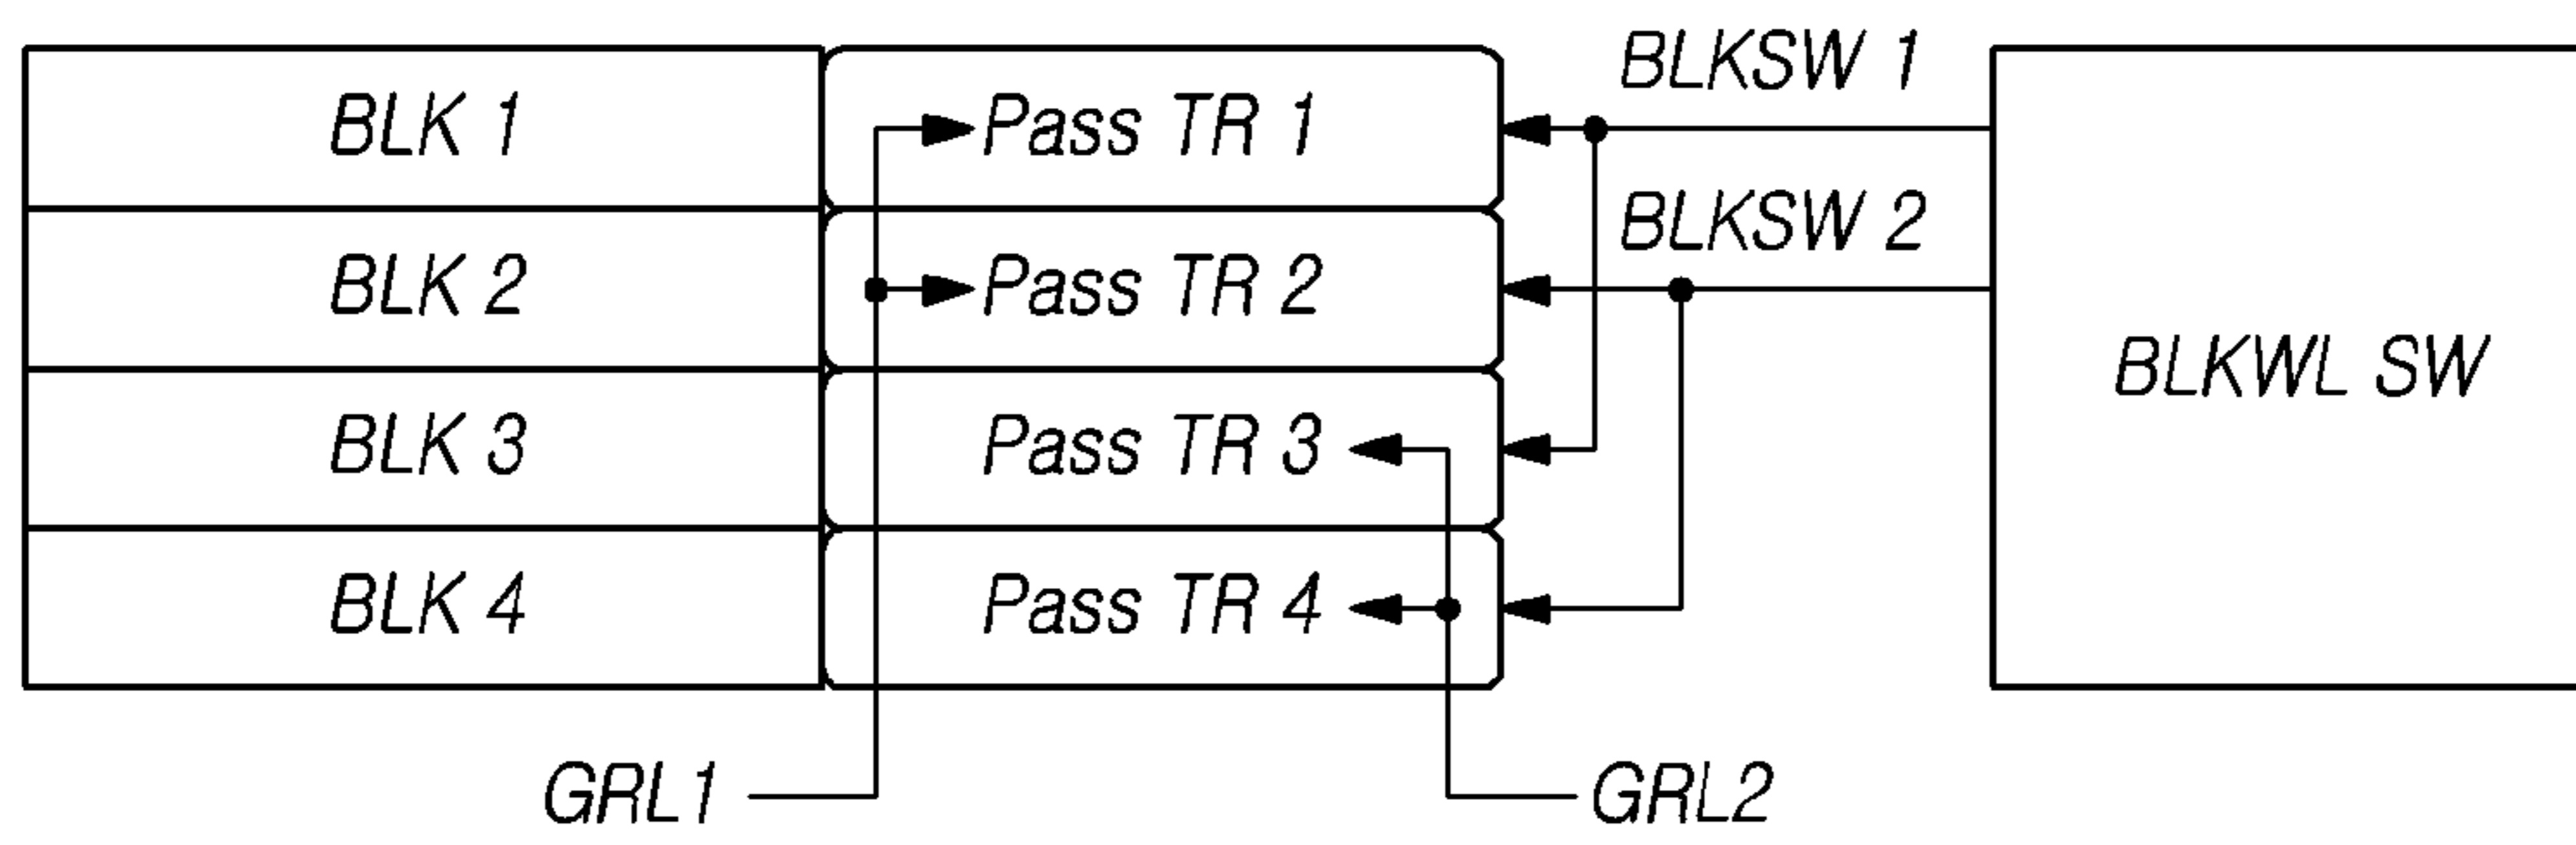 BLK 1
Pass TR 1
BLKSW 1
BLK 2
Pass TR 2
BLKSW 2
BLKWL SW
BLK 3
Pass TR 3
BLK 4
Pass TR 4
GRL1
GRL2